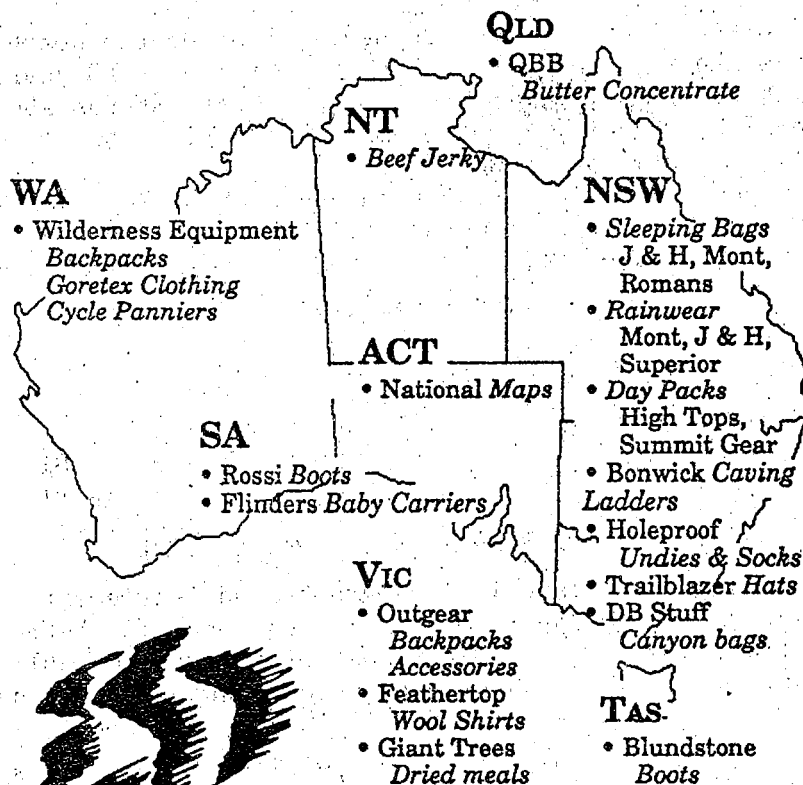 QLD
• QBB
Butter Concentrate
NT
• Beef Jerky
WA
• Wilderness Equipment
Backpacks
Goretex Clothing
Cycle Panniers
NSW
• Sleeping Bags
J & H, Mont,
Romans
• Rainwear
Mont, J & H,
Superior
• Day Packs
High Tops,
Summit Gear
• Bonwick Caving
Ladders
• Holeproof
Undies & Socks
• Trailblazer Hats
• DB Stuff
Canyon bags.
ACT
• National Maps
SA
• Rossi Boots
• Flinders Baby Carriers
VIC
• Outgear
Backpacks
Accessories
• Feathertop
Wool Shirts
• Giant Trees
Dried meals
TAS
• Blundstone
Boots